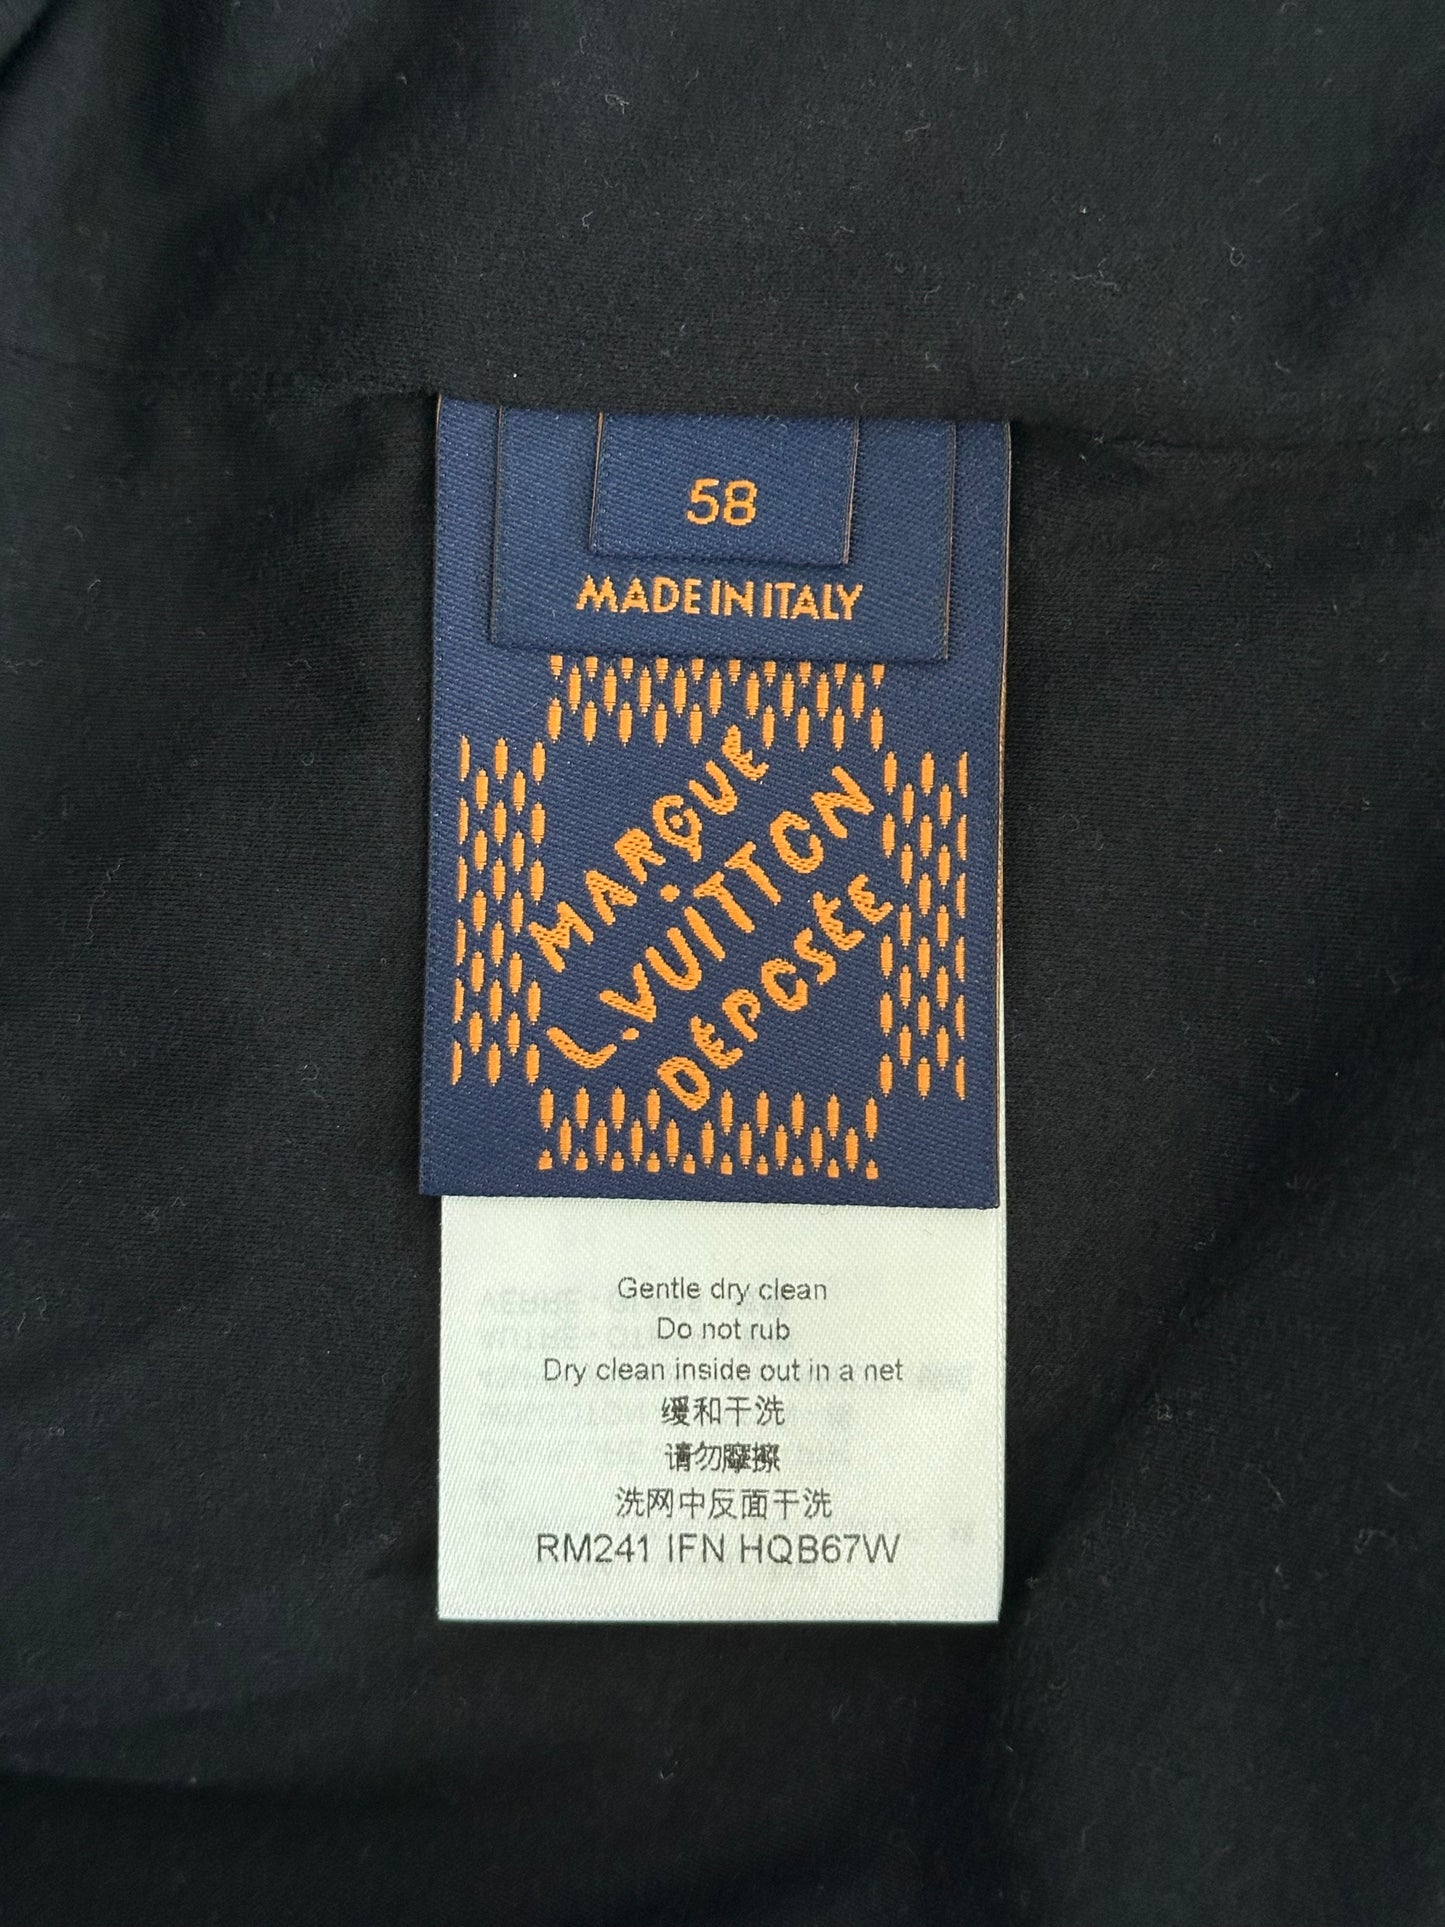 58
MADE IN ITALY
MARQUE
L.VUITTON
DÉPOSÉE
Gentle dry clean
Do not rub
Dry clean inside out in a net
缓和干洗
请勿摩擦
洗网中反面干洗
RM241 IFN HQB67W